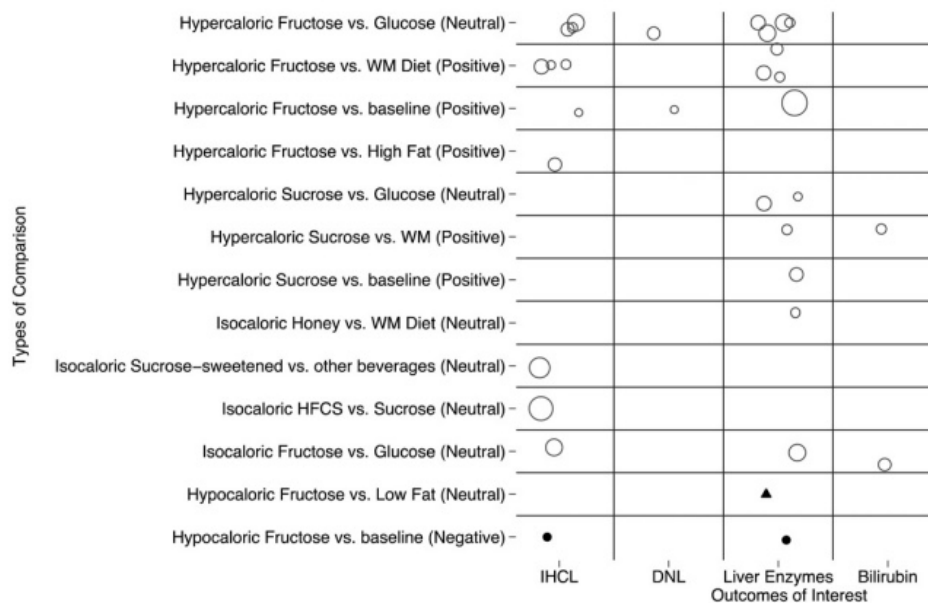 Hypercaloric Fructose vs. Glucose (Neutral)
Hypercaloric Fructose vs. WM Diet (Positive)
Hypercaloric Fructose vs. baseline (Positive)
Hypercaloric Fructose vs. High Fat (Positive)
Hypercaloric Sucrose vs. Glucose (Neutral)
Hypercaloric Sucrose vs. WM (Positive)
Hypercaloric Sucrose vs. baseline (Positive)
Isocaloric Honey vs. WM Diet (Neutral)
Isocaloric Sucrose−sweetened vs. other beverages (Neutral)
Isocaloric HFCS vs. Sucrose (Neutral)
Isocaloric Fructose vs. Glucose (Neutral)
Hypocaloric Fructose vs. Low Fat (Neutral)
Hypocaloric Fructose vs. baseline (Negative)
Types of Comparison
IHCL DNL Liver Enzymes Bilirubin
Outcomes of Interest